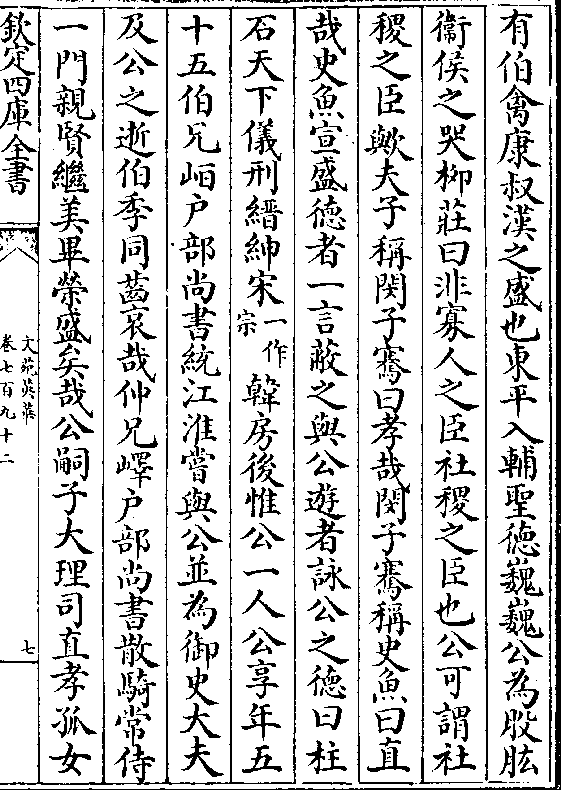 有伯禽康叔漢之盛也東平入輔聖徳巍巍公為股肱
衞侯之哭柳莊曰非寡人之臣社稷之臣也公可謂社
稷之臣歟夫子稱閔子騫曰孝哉閔子騫稱史魚曰直
哉史魚宣盛徳者一言蔽之與公遊者詠公之徳曰柱
石天下儀刑縉紳宋一作宗韓房後惟公一人公享年五
十五伯兄峘户部尚書統江淮嘗與公並為御史大夫
及公之逝伯季同茲哀哉仲兄嶧户部尚書散騎常侍
一門親賢繼美畢榮盛矣哉公嗣子大理司直孝孤女
欽定四庫全書
文苑英華
卷七百九十二
七